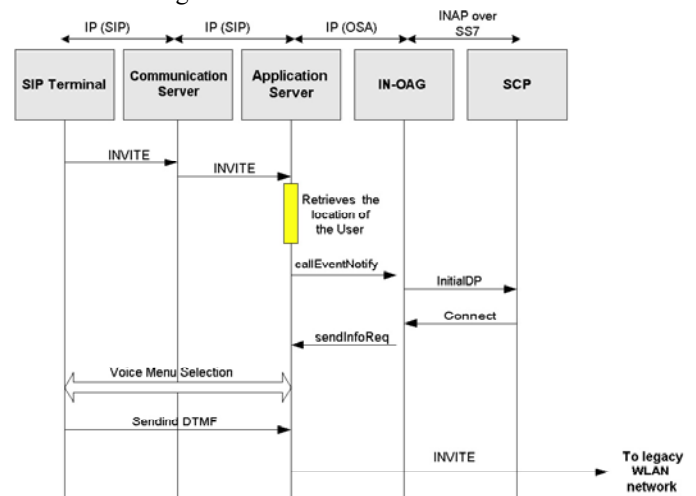 IP (SIP)
IP (SIP)
IP (OSA)
INAP over
SS7
SIP Terminal
Communication
Server
Application
Server
IN-OAG
SCP
INVITE
INVITE
Retrieves the
location of
the User
callEventNotify
InitialDP
Connect
sendInfoReq
Voice Menu Selection
Sendind DTMF
INVITE
To legacy
WLAN
network